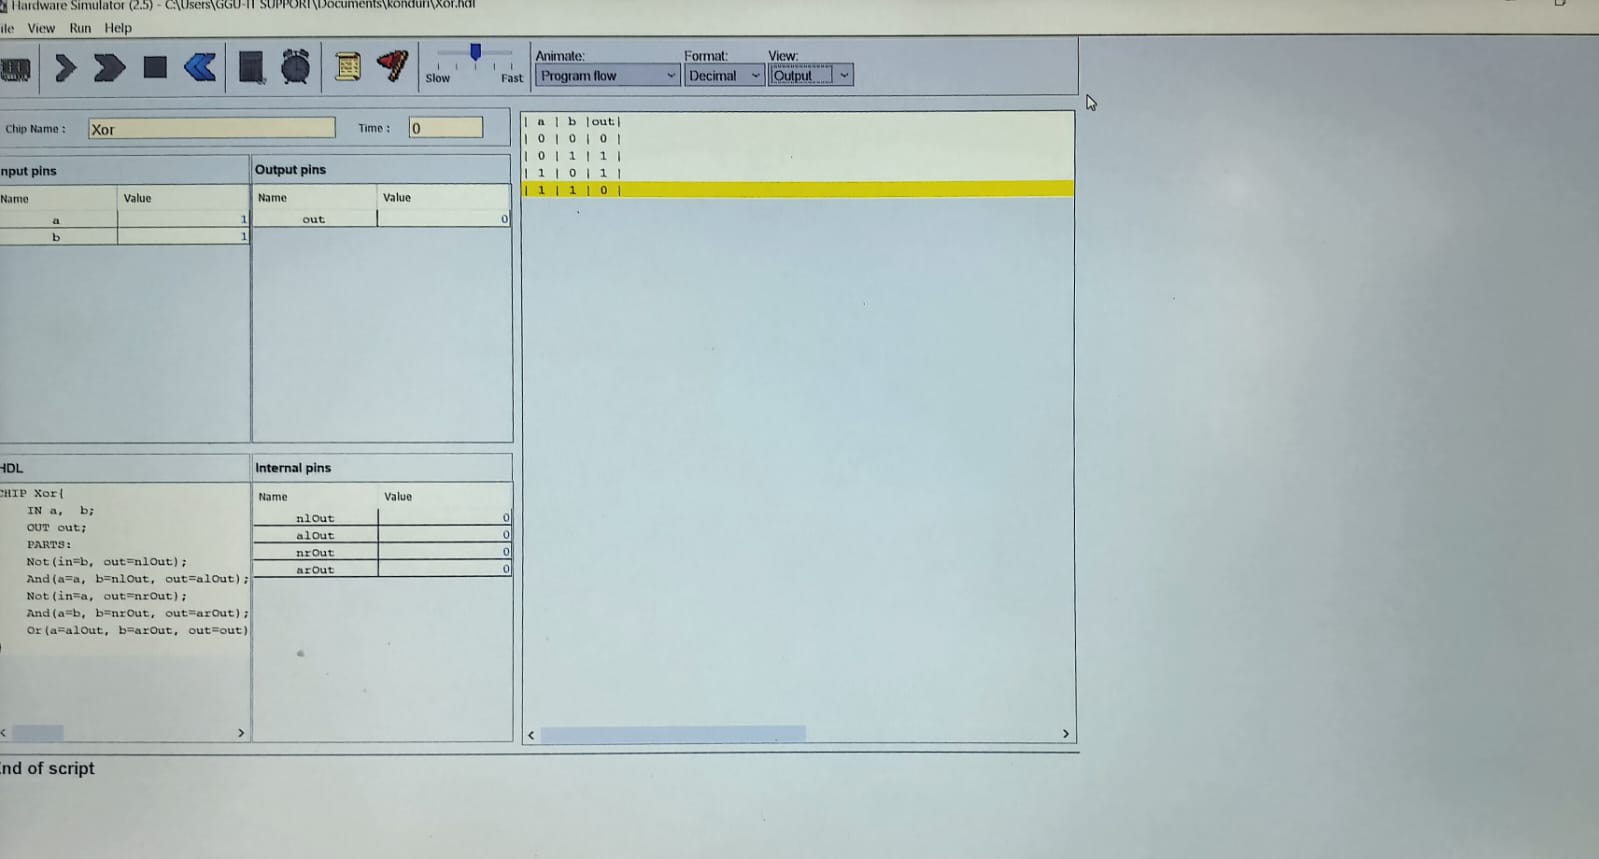 Hardware Simulator (2.5) - C:\Users\GGU-IT SUPPORT\Documents\konduri\Xor.hdl
ile View Run Help
Slow Fast
Animate: Format: View:
Program flow Decimal Output
Chip Name : Xor Time : 0
nput pins
Name Value
a 1
b 1
Output pins
Name Value
out 0
| a | b |out|
| 0 | 0 | 0 |
| 0 | 1 | 1 |
| 1 | 0 | 1 |
| 1 | 1 | 0 |
HDL
CHIP Xor{
IN a, b;
OUT out;
PARTS:
Not(in=b, out=nlOut);
And(a=a, b=nlOut, out=alOut);
Not(in=a, out=nrOut);
And(a=b, b=nrOut, out=arOut);
Or(a=alOut, b=arOut, out=out)
Internal pins
Name Value
nlOut 0
alOut 0
nrOut 0
arOut 0
End of script